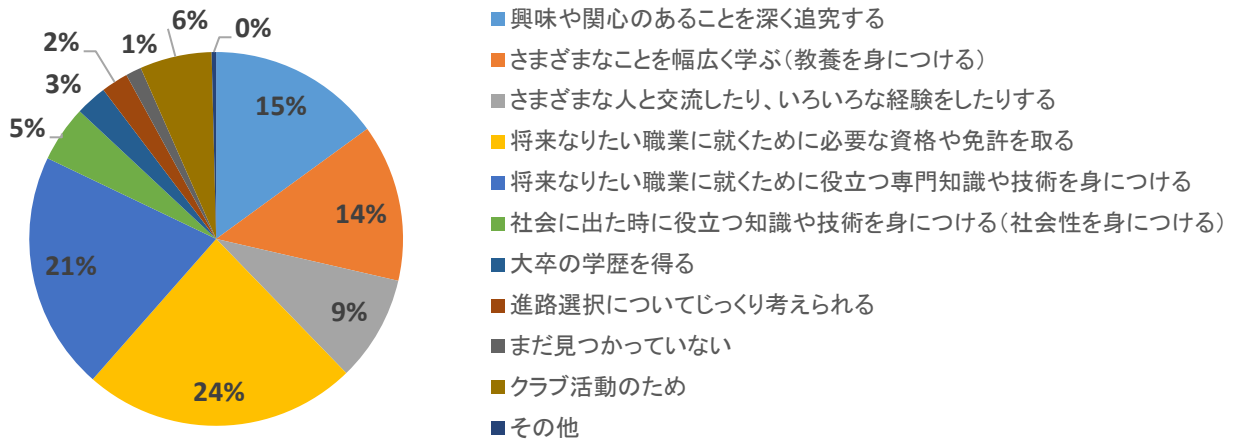 6%
0%
2%
1%
3%
5%
15%
14%
21%
9%
24%
興味や関心のあることを深く追究する
さまざまなことを幅広く学ぶ(教養を身につける)
さまざまな人と交流したり、いろいろな経験をしたりする
将来なりたい職業に就くために必要な資格や免許を取る
将来なりたい職業に就くために役立つ専門知識や技術を身につける
社会に出た時に役立つ知識や技術を身につける(社会性を身につける)
大卒の学歴を得る
進路選択についてじっくり考えられる
まだ見つかっていない
クラブ活動のため
その他